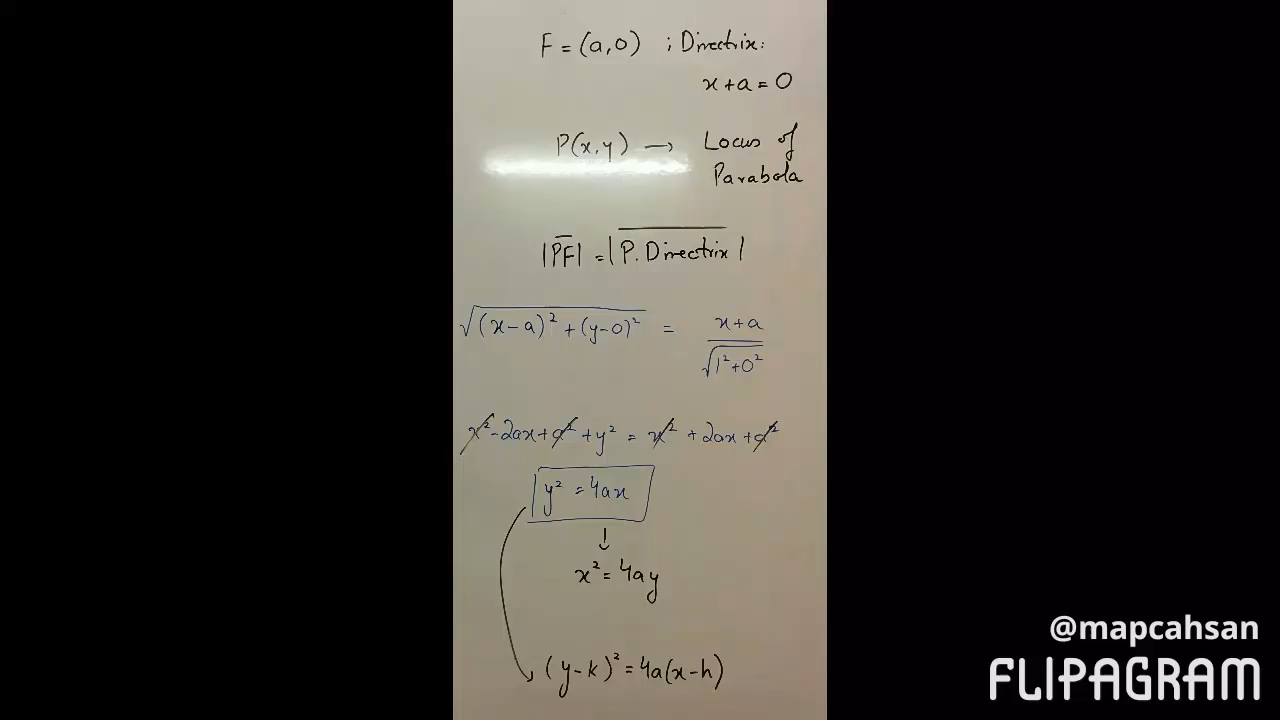 F = (a, 0) ; Directrix:
x + a = 0
P(x, y) → Locus of
Parabola
|P̅F̅| = |P. Directrix|
√(x-a)² + (y-0)² = x+a / √1²+0²
x² - 2ax + a² + y² = x² + 2ax + a²
y² = 4ax
↓
x² = 4ay
(y-k)² = 4a(x-h)
@mapcahsan
FLIPAGRAM